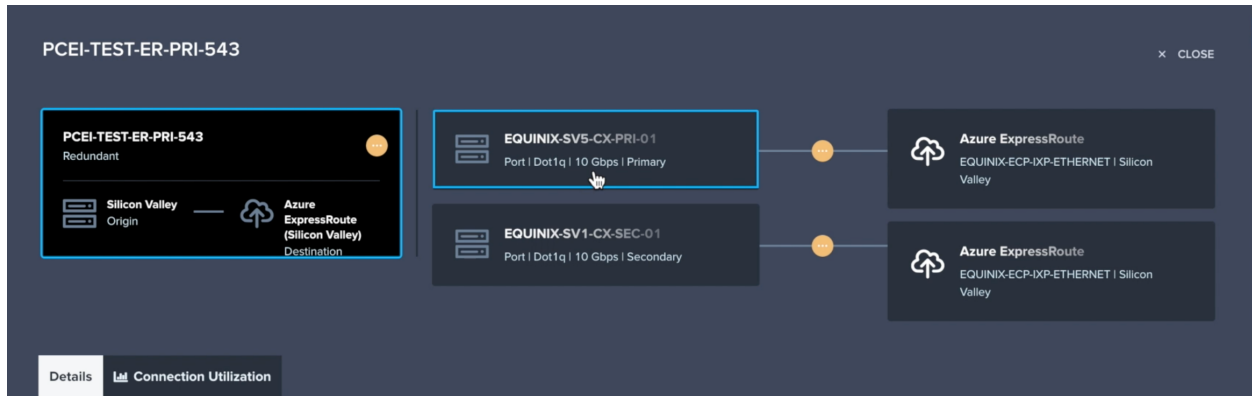 PCEI-TEST-ER-PRI-543
× CLOSE
PCEI-TEST-ER-PRI-543
Redundant
Silicon Valley
Origin
Azure
ExpressRoute
(Silicon Valley)
Destination
EQUINIX-SV5-CX-PRI-01
Port | Dot1q | 10 Gbps | Primary
Azure ExpressRoute
EQUINIX-ECP-IXP-ETHERNET | Silicon
Valley
EQUINIX-SV1-CX-SEC-01
Port | Dot1q | 10 Gbps | Secondary
Azure ExpressRoute
EQUINIX-ECP-IXP-ETHERNET | Silicon
Valley
Details
Connection Utilization